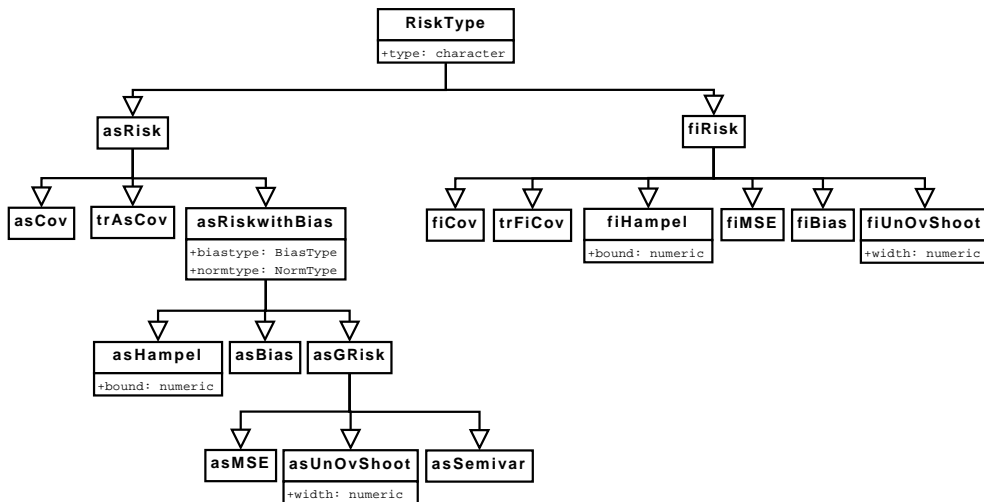 RiskType
+type: character
asRisk
fiRisk
asCov
trAsCov
asRiskwithBias
+biastype: BiasType
+normtype: NormType
fiCov
trFiCov
fiHampel
+bound: numeric
fiMSE
fiBias
fiUnOvShoot
+width: numeric
asHampel
+bound: numeric
asBias
asGRisk
asMSE
asUnOvShoot
+width: numeric
asSemivar